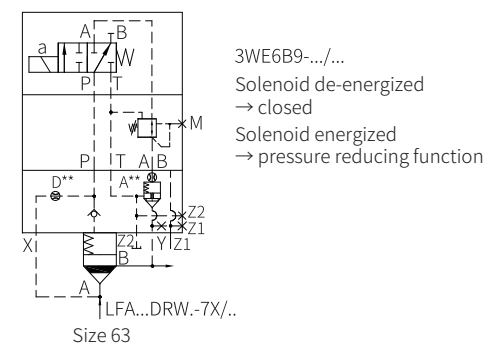 A B
a
P T
3WE6B9-.../...
Solenoid de-energized
→ closed
Solenoid energized
→ pressure reducing function
M
P T A B
D** A**
Z2
Z1
X Z2 Y Z1
B
A
LFA...DRW.-7X/..
Size 63